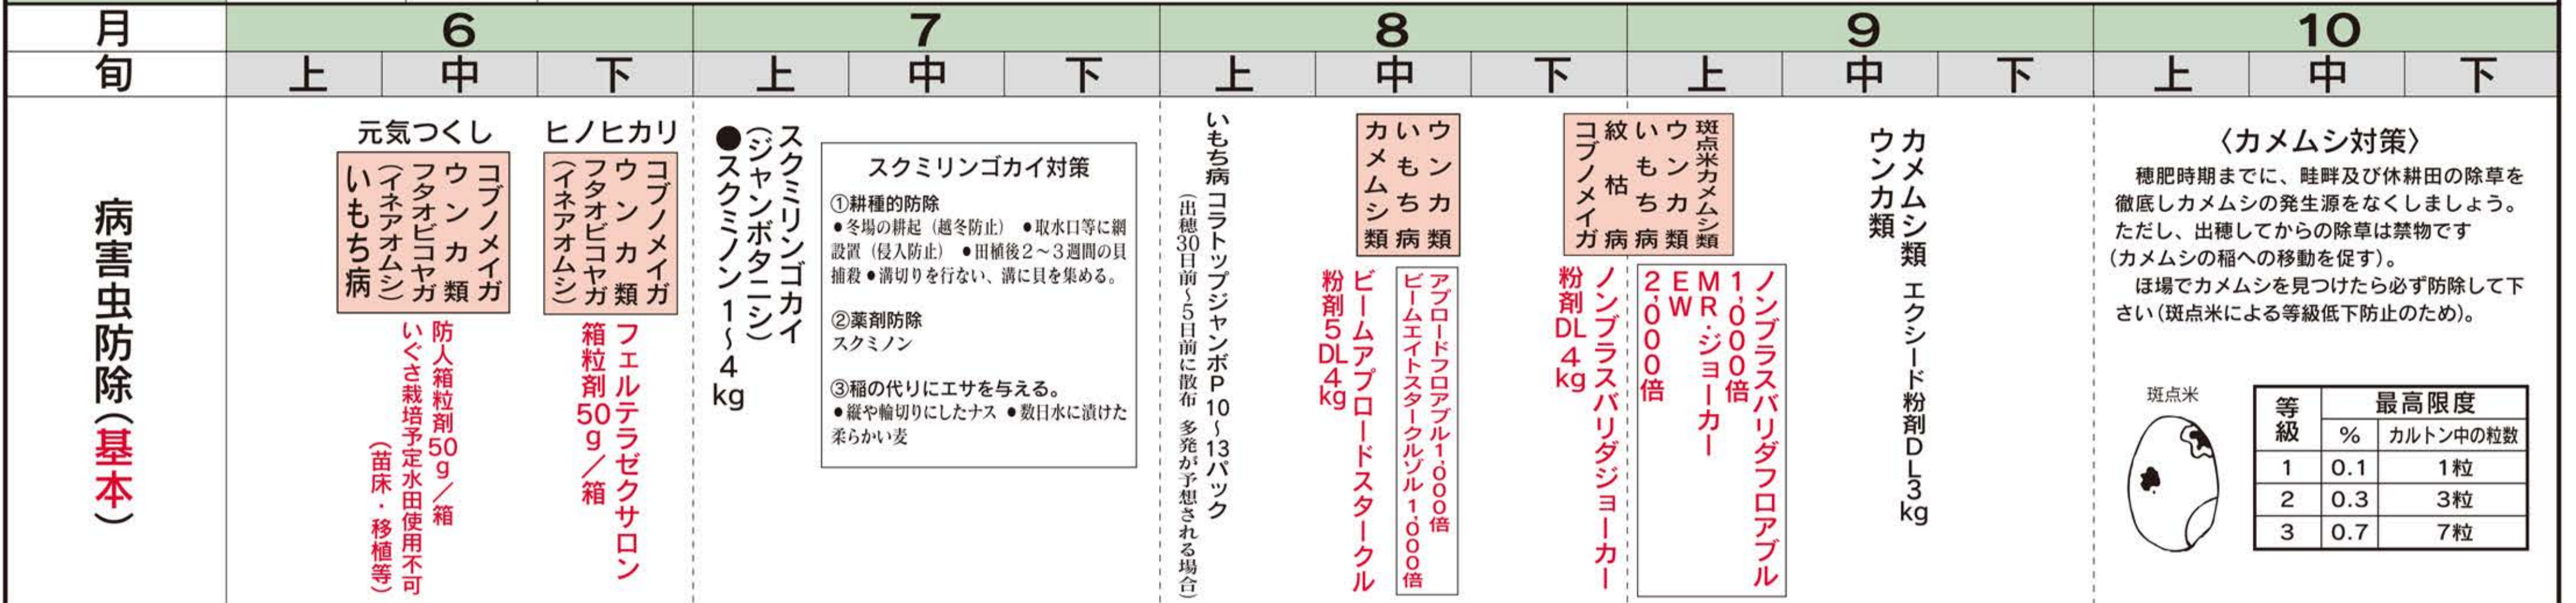 月 6 7 8 9 10
旬 上 中 下 上 中 下 上 中 下 上 中 下 上 中 下
病害虫防除(基本)
元気つくし
コブノメイガ
ウンカ類
フタオビコヤガ
(イネアオムシ)
いもち病
防人箱粒剤50g/箱
いぐさ栽培予定水田使用不可
(苗床・移植等)
ヒノヒカリ
コブノメイガ
ウンカ類
フタオビコヤガ
(イネアオムシ)
フェルテラゼクサロン
箱粒剤50g/箱
スクミリンゴカイ
(ジャンボタニシ)
●スクミノン1~4kg
スクミリンゴカイ対策
①耕種的防除
●冬場の耕起(越冬防止) ●取水口等に網
設置(侵入防止) ●田植後2~3週間の貝
捕殺●溝切りを行ない、溝に貝を集める。
②薬剤防除
スクミノン
③稲の代りにエサを与える。
●縦や輪切りにしたナス ●数日水に漬けた
柔らかい麦
いもち病 コラトップジャンボP 10~13パック
(出穂30日前~5日前に散布 多発が予想される場合)
ウンカ類
いもち病
カメムシ類
アプロードフロアブル1,000倍
ビームエイトスタークルゾル1,000倍
ビームアプロードスタークル
粉剤5DL4kg
斑点米カメムシ類
ウンカ類
いもち病
紋枯病
コブノメイガ
ノンブラスバリダフロアブル
1,000倍
MR.ジョーカー
EW
2,000倍
ノンブラスバリダジョーカー
粉剤DL4kg
カメムシ類 エクシード粉剤DL3kg
ウンカ類
〈カメムシ対策〉
穂肥時期までに、畦畔及び休耕田の除草を
徹底しカメムシの発生源をなくしましょう。
ただし、出穂してからの除草は禁物です
(カメムシの稲への移動を促す)。
ほ場でカメムシを見つけたら必ず防除して下
さい(斑点米による等級低下防止のため)。
斑点米
等級 最高限度
% カルトン中の粒数
1 0.1 1粒
2 0.3 3粒
3 0.7 7粒